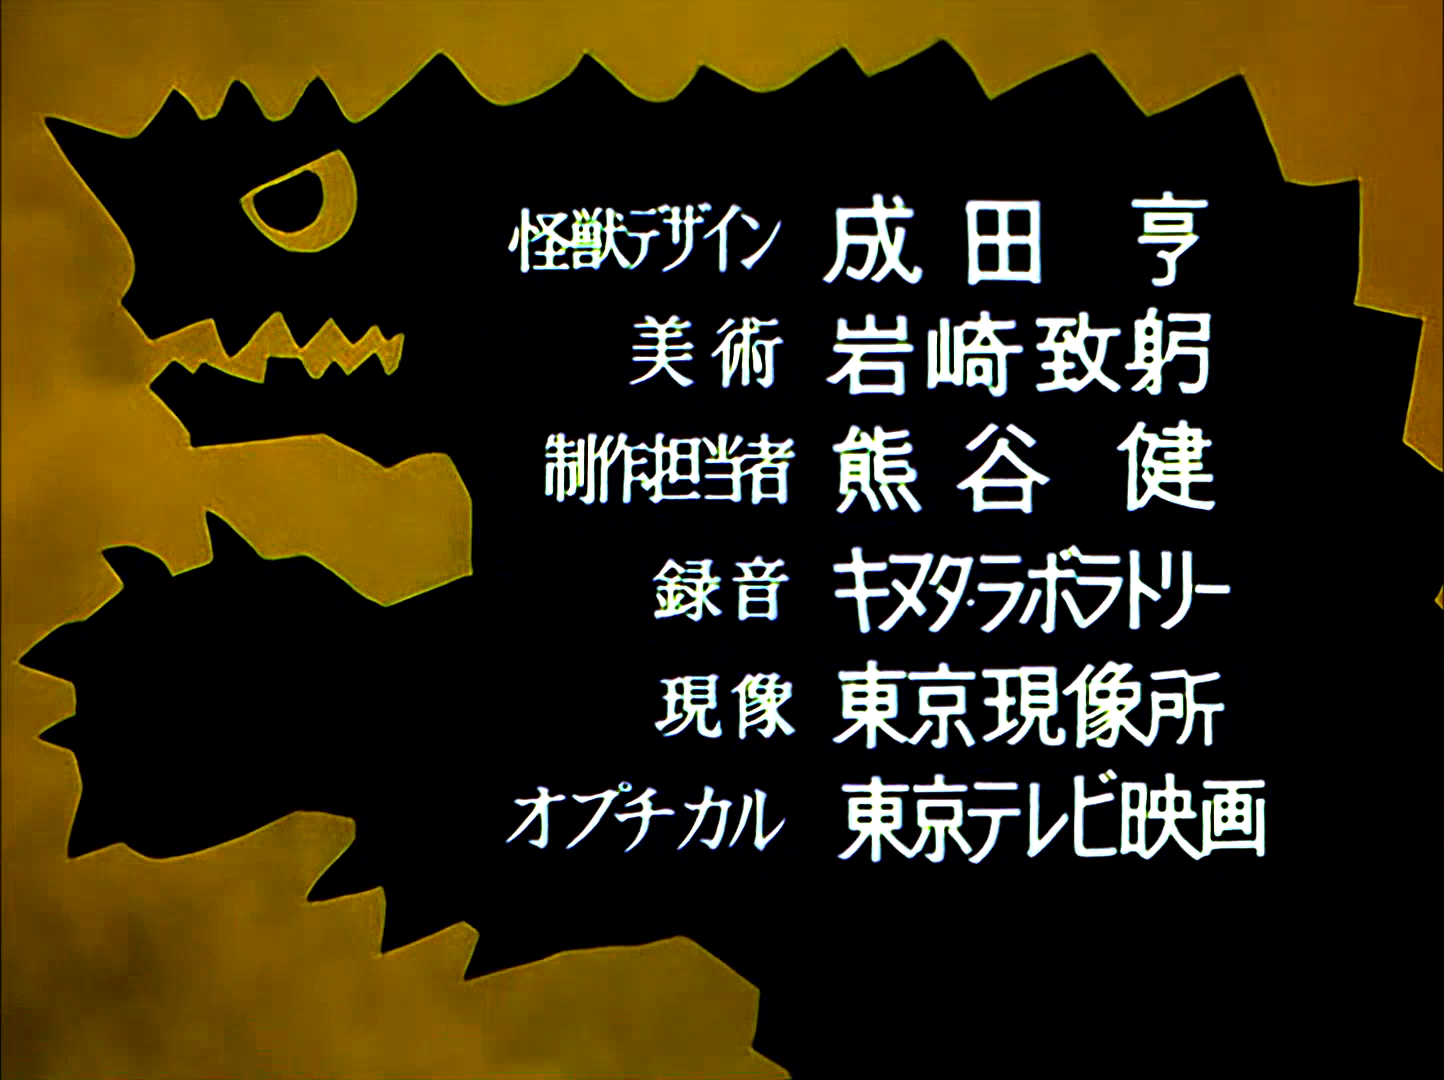 怪獣デザイン 成田亨
美術 岩崎致躬
制作担当者 熊谷健
録音 キヌタ・ラボラトリー
現像 東京現像所
オプチカル 東京テレビ映画